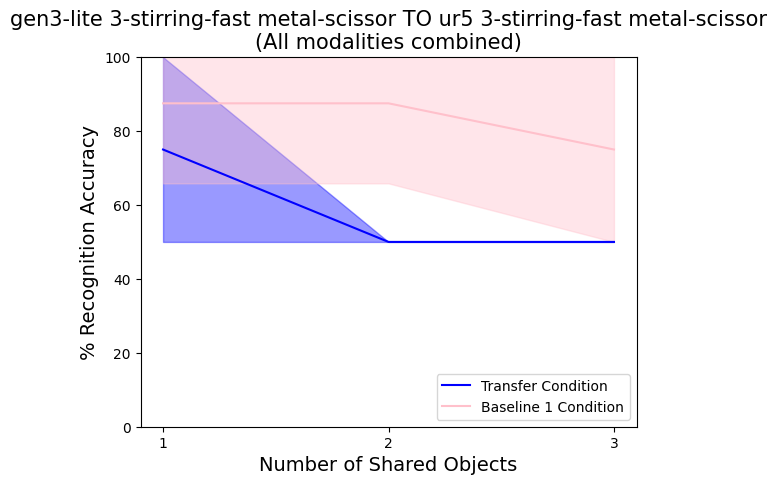 gen3-lite 3-stirring-fast metal-scissor TO ur5 3-stirring-fast metal-scissor
(All modalities combined)
% Recognition Accuracy
100
80
60
40
20
0
1
2
3
Number of Shared Objects
Transfer Condition
Baseline 1 Condition